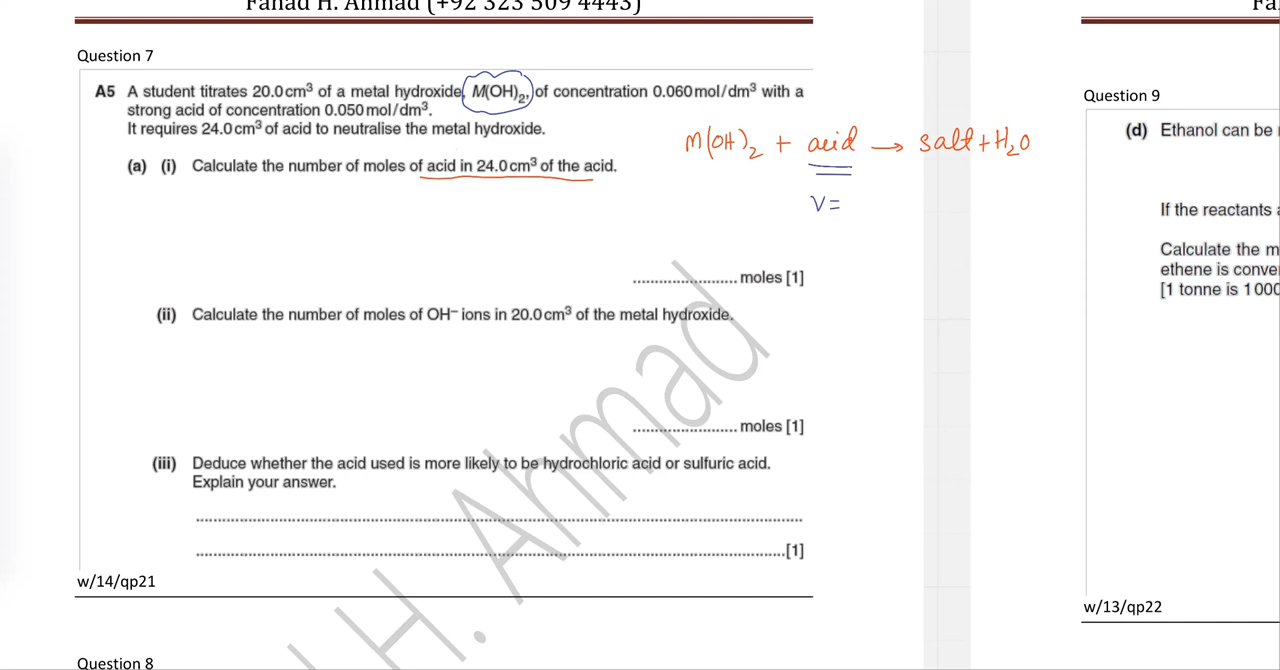 Fahad H. Ahmad (+92 323 509 4443)
Question 7
A5 A student titrates 20.0 cm³ of a metal hydroxide, M(OH)₂, of concentration 0.060 mol/dm³ with a
strong acid of concentration 0.050 mol/dm³.
It requires 24.0 cm³ of acid to neutralise the metal hydroxide.
M(OH)₂ + acid → salt + H₂O
V =
(a) (i) Calculate the number of moles of acid in 24.0 cm³ of the acid.
........................ moles [1]
(ii) Calculate the number of moles of OH⁻ ions in 20.0 cm³ of the metal hydroxide.
........................ moles [1]
(iii) Deduce whether the acid used is more likely to be hydrochloric acid or sulfuric acid.
Explain your answer.
[1]
w/14/qp21
Question 8
H. Ahmad
Fa
Question 9
(d) Ethanol can be
If the reactants
Calculate the m
ethene is conve
[1 tonne is 1000
w/13/qp22